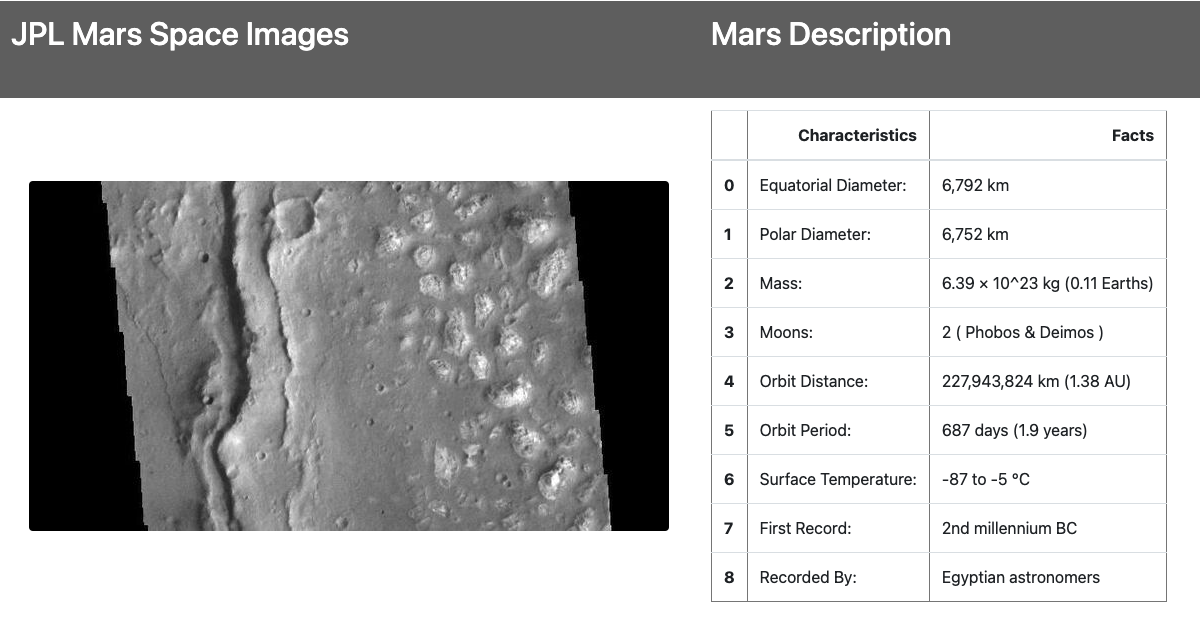 JPL Mars Space Images
Mars Description
Characteristics Facts
0 Equatorial Diameter: 6,792 km
1 Polar Diameter: 6,752 km
2 Mass: 6.39 × 10^23 kg (0.11 Earths)
3 Moons: 2 ( Phobos & Deimos )
4 Orbit Distance: 227,943,824 km (1.38 AU)
5 Orbit Period: 687 days (1.9 years)
6 Surface Temperature: -87 to -5 °C
7 First Record: 2nd millennium BC
8 Recorded By: Egyptian astronomers